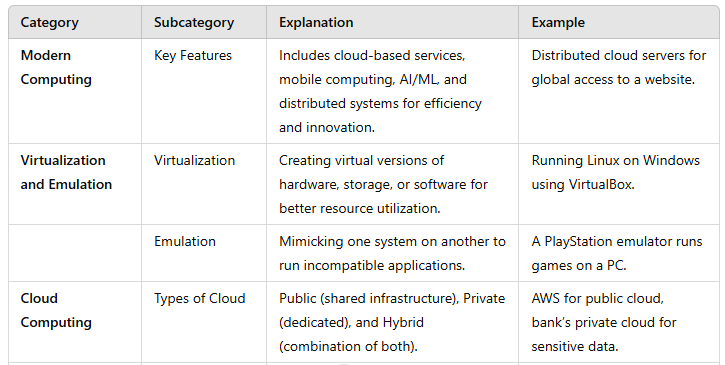 Category Subcategory Explanation Example
Modern Computing
Key Features
Includes cloud-based services,
mobile computing, AI/ML, and
distributed systems for efficiency
and innovation.
Distributed cloud servers for
global access to a website.
Virtualization
and Emulation
Virtualization
Creating virtual versions of
hardware, storage, or software for
better resource utilization.
Running Linux on Windows
using VirtualBox.
Emulation
Mimicking one system on another to
run incompatible applications.
A PlayStation emulator runs
games on a PC.
Cloud
Computing
Types of Cloud
Public (shared infrastructure), Private
(dedicated), and Hybrid
(combination of both).
AWS for public cloud,
bank’s private cloud for
sensitive data.